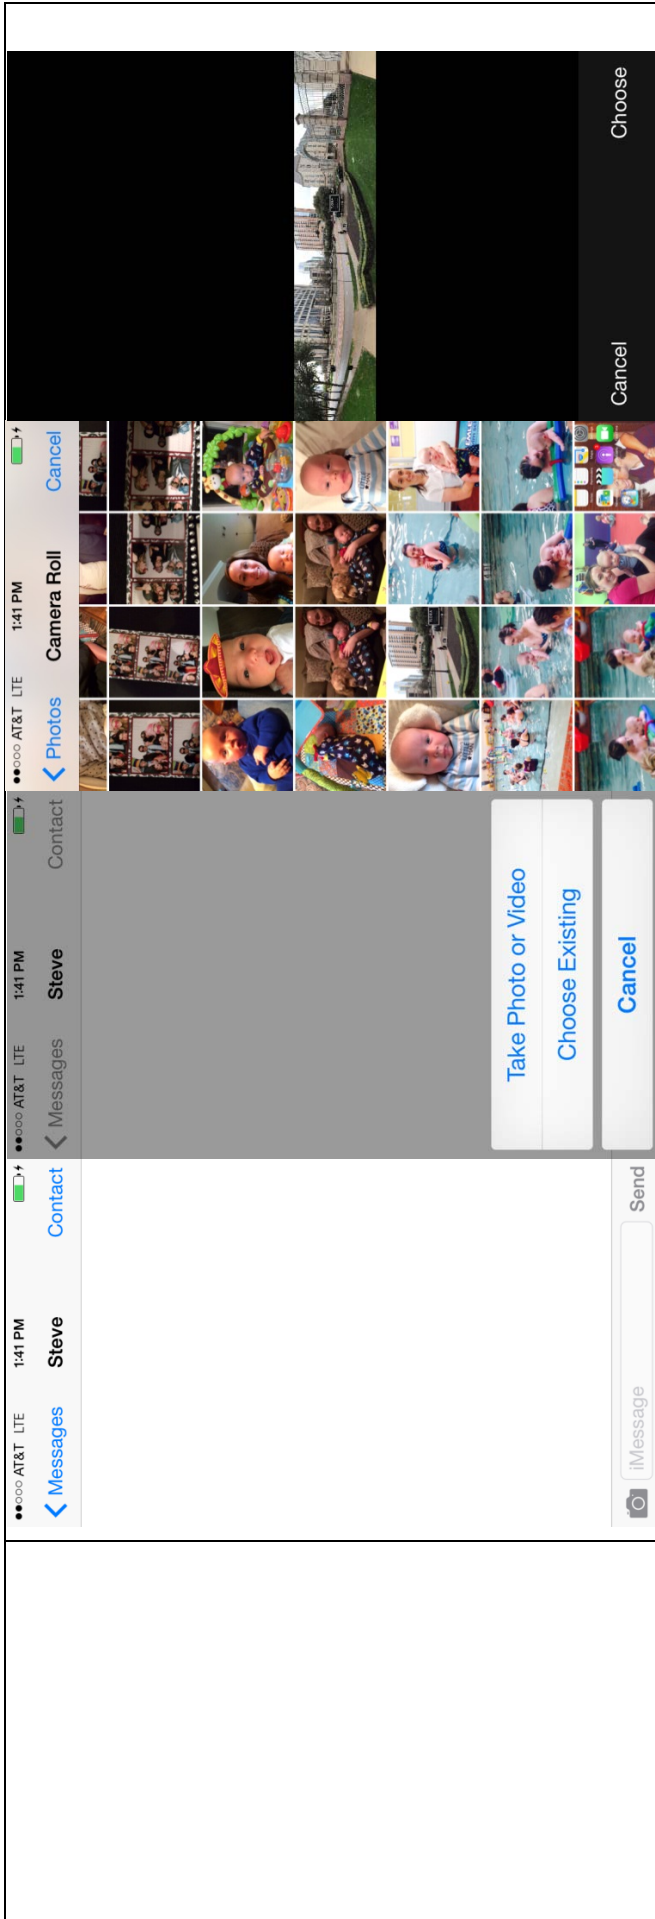 ●●○○○ AT&T LTE 1:41 PM
Messages Steve Contact
iMessage Send
●●○○○ AT&T LTE 1:41 PM
Messages Steve Contact
Take Photo or Video
Choose Existing
Cancel
●●○○○ AT&T LTE 1:41 PM
Photos Camera Roll Cancel
Cancel Choose